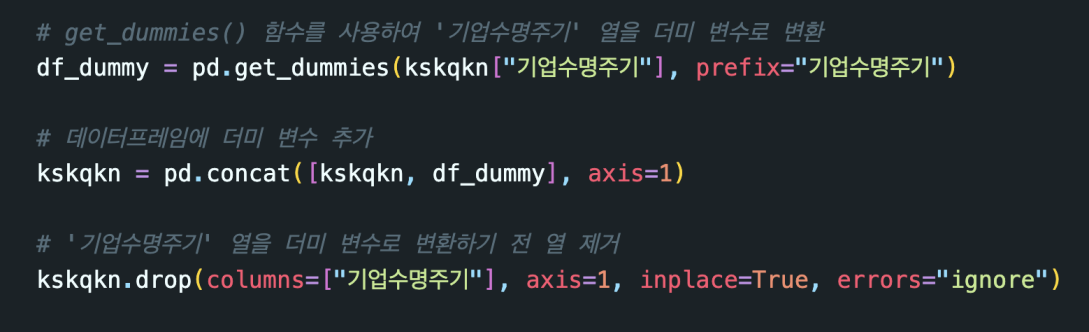 # get_dummies() 함수를 사용하여 '기업수명주기' 열을 더미 변수로 변환
df_dummy = pd.get_dummies(kskqkn["기업수명주기"], prefix="기업수명주기")
# 데이터프레임에 더미 변수 추가
kskqkn = pd.concat([kskqkn, df_dummy], axis=1)
# '기업수명주기' 열을 더미 변수로 변환하기 전 열 제거
kskqkn.drop(columns=["기업수명주기"], axis=1, inplace=True, errors="ignore")